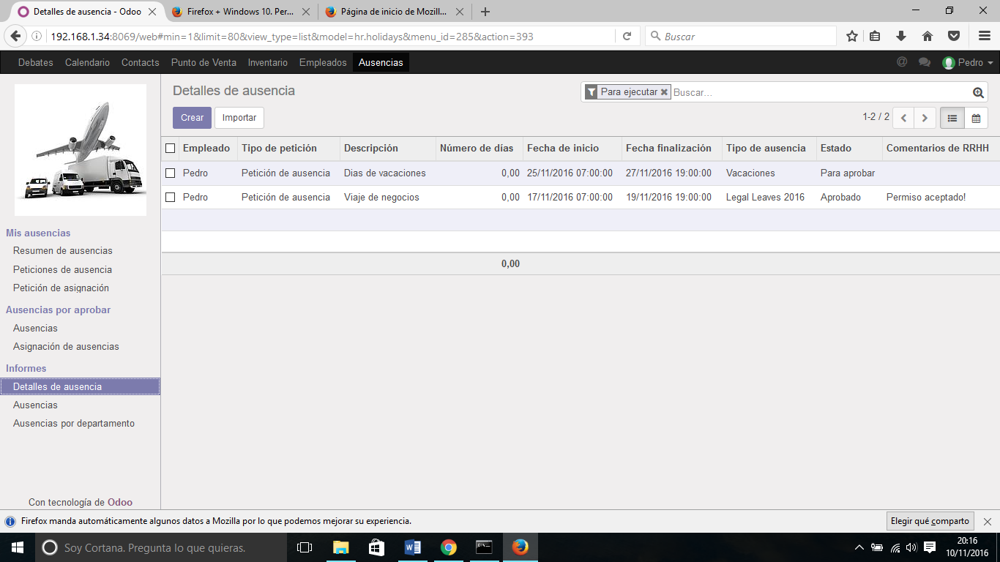 Detalles de ausencia - Odoo
Firefox + Windows 10. Per...
Página de inicio de Mozill...
192.168.1.34:8069/web#min=1&limit=80&view_type=list&model=hr.holidays&menu_id=285&action=393
Buscar
Debates Calendario Contacts Punto de Venta Inventario Empleados Ausencias
@ Pedro
Detalles de ausencia
Para ejecutar
Buscar...
Crear Importar
1-2 / 2
Empleado Tipo de petición Descripción Número de días Fecha de inicio Fecha finalización Tipo de ausencia Estado Comentarios de RRHH
Pedro Petición de ausencia Dias de vacaciones 0,00 25/11/2016 07:00:00 27/11/2016 19:00:00 Vacaciones Para aprobar
Pedro Petición de ausencia Viaje de negocios 0,00 17/11/2016 07:00:00 19/11/2016 19:00:00 Legal Leaves 2016 Aprobado Permiso aceptado!
0,00
Mis ausencias
Resumen de ausencias
Peticiones de ausencia
Petición de asignación
Ausencias por aprobar
Ausencias
Asignación de ausencias
Informes
Detalles de ausencia
Ausencias
Ausencias por departamento
Con tecnología de Odoo
Firefox manda automáticamente algunos datos a Mozilla por lo que podemos mejorar su experiencia.
Elegir qué comparto
Soy Cortana. Pregunta lo que quieras.
20:16
10/11/2016